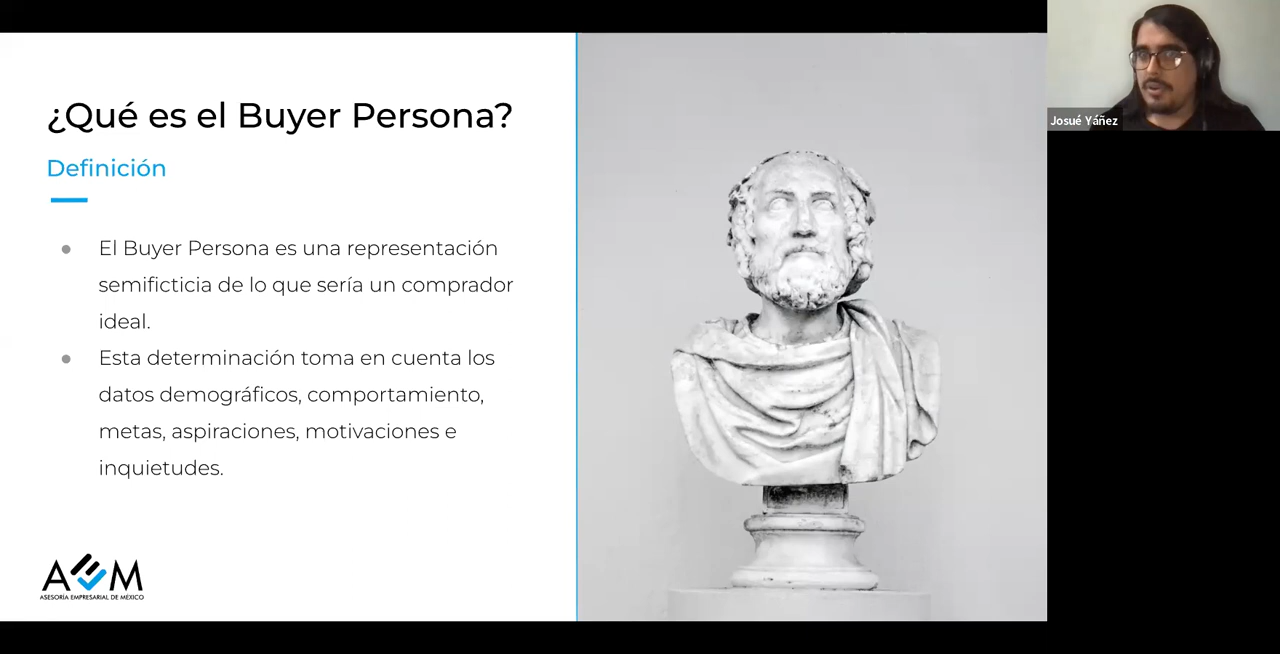 ¿Qué es el Buyer Persona?
Definición
El Buyer Persona es una representación
semificticia de lo que sería un comprador
ideal.
Esta determinación toma en cuenta los
datos demográficos, comportamiento,
metas, aspiraciones, motivaciones e
inquietudes.
AEM
ASESORÍA EMPRESARIAL DE MÉXICO
Josué Yáñez